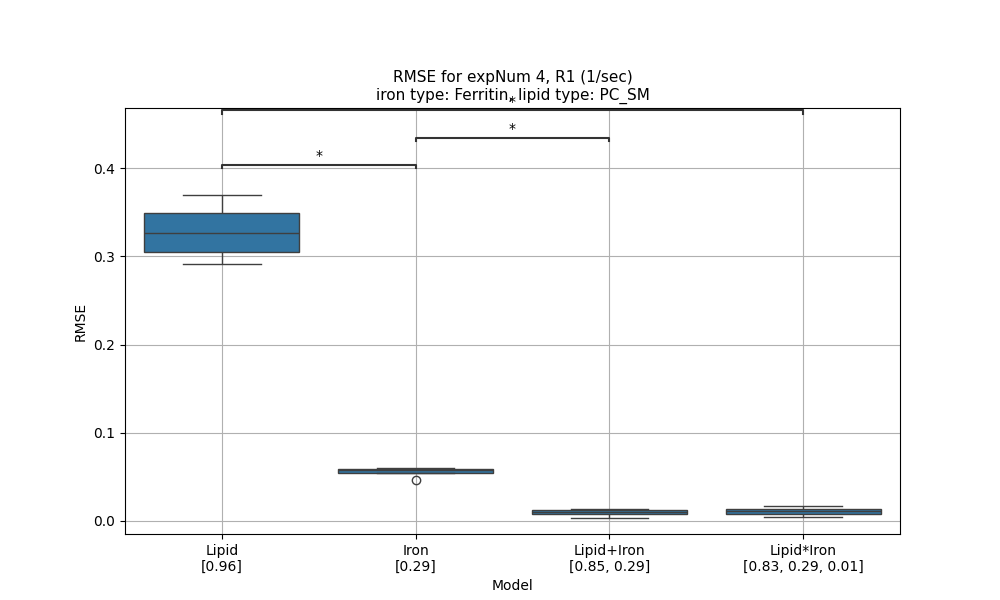 RMSE for expNum 4, R1 (1/sec)
iron type: Ferritin, lipid type: PC_SM
*
*
*
0.4
0.3
0.2
0.1
0.0
RMSE
Lipid
[0.96]
Iron
[0.29]
Lipid+Iron
[0.85, 0.29]
Lipid*Iron
[0.83, 0.29, 0.01]
Model